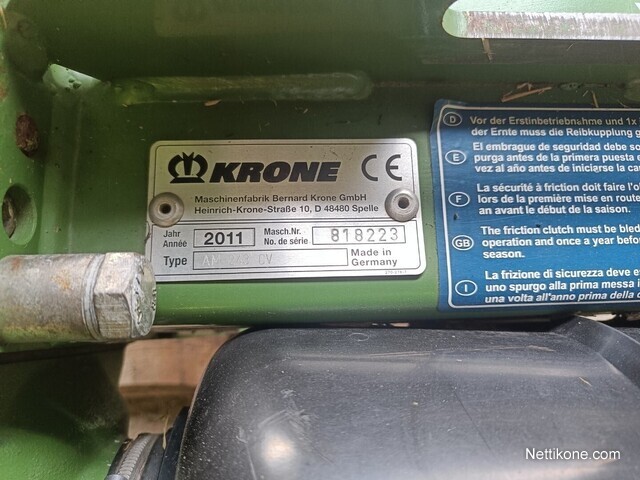 KRONE CE
Maschinenfabrik Bernard Krone GmbH
Heinrich-Krone-Straße 10, D 48480 Spelle
Jahr
Année
2011
Masch.Nr.
No. de série
818223
Type
CV
Made in
Germany
D Vor der Erstinbetriebnahme und 1x
der Ernte muss die Reibkupplung g
E El embrague de seguridad debe so
purga antes de la primera puesta
vez al año antes de iniciarse la ca
F La sécurité à friction doit faire l'o
lors de la première mise en route
an avant le début de la saison.
GB The friction clutch must be bled
operation and once a year before
season.
I La frizione di sicurezza deve e
uno spurgo alla prima messa i
una volta all'anno prima della
Nettikone.com